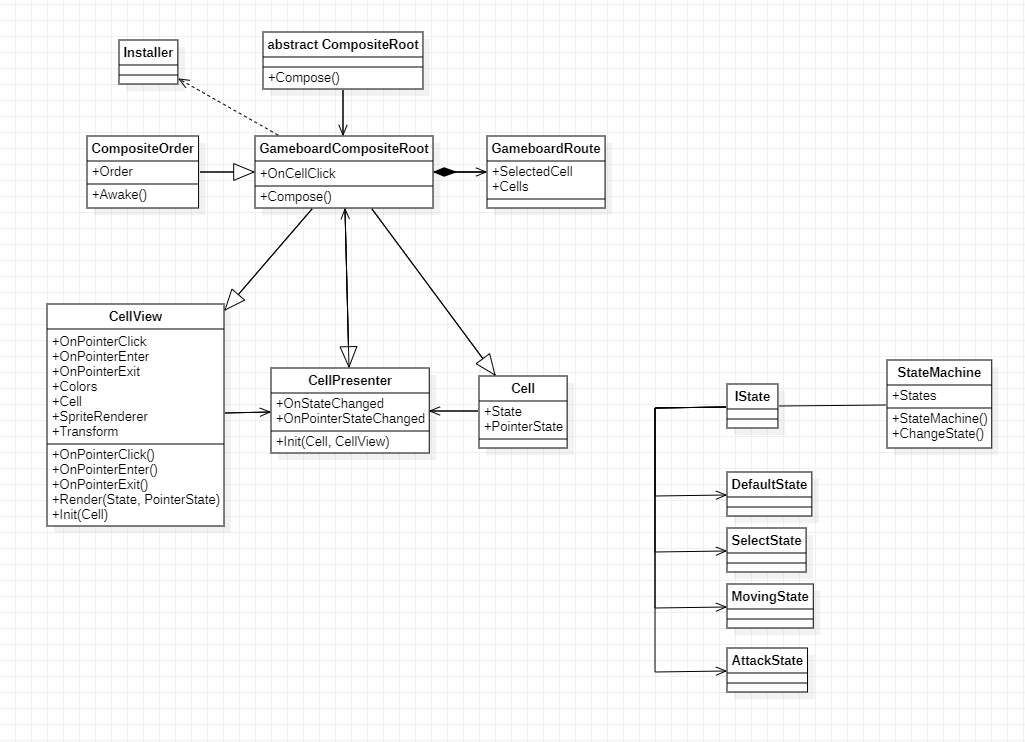 Installer
abstract CompositeRoot
+Compose()
CompositeOrder
+Order
+Awake()
GameboardCompositeRoot
+OnCellClick
+Compose()
GameboardRoute
+SelectedCell
+Cells
CellView
+OnPointerClick
+OnPointerEnter
+OnPointerExit
+Colors
+Cell
+SpriteRenderer
+Transform
+OnPointerClick()
+OnPointerEnter()
+OnPointerExit()
+Render(State, PointerState)
+Init(Cell)
CellPresenter
+OnStateChanged
+OnPointerStateChanged
+Init(Cell, CellView)
Cell
+State
+PointerState
IState
StateMachine
+States
+StateMachine()
+ChangeState()
DefaultState
SelectState
MovingState
AttackState